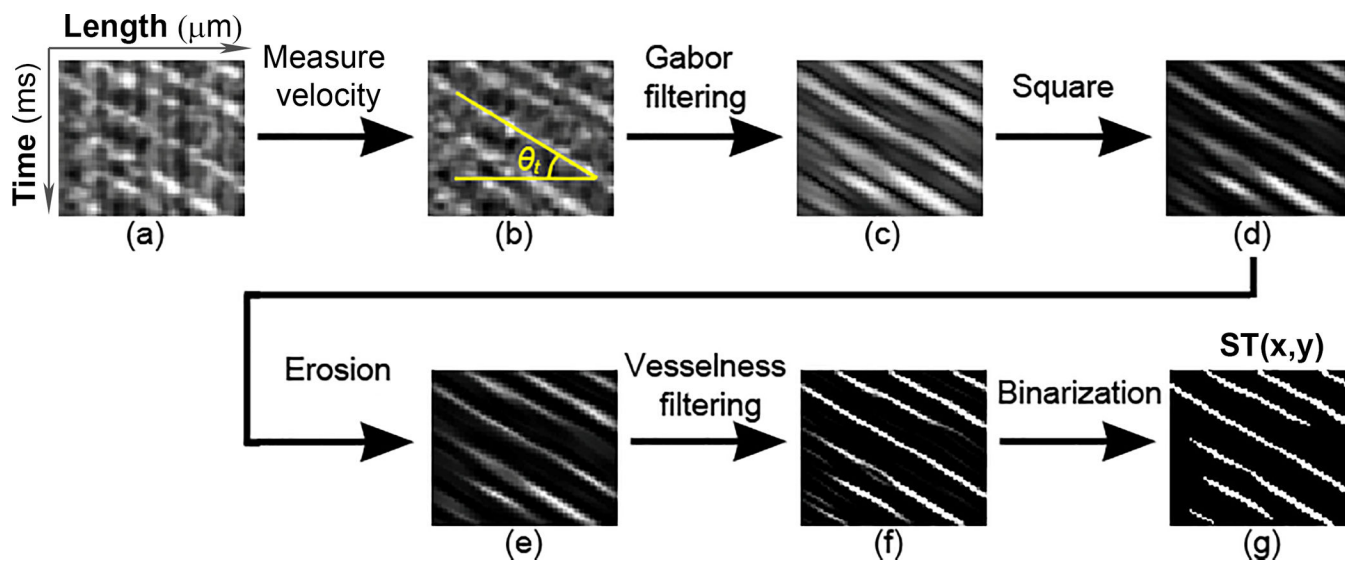 Length (μm)
Time (ms)
Measure
velocity
θt
Gabor
filtering
Square
(a)
(b)
(c)
(d)
Erosion
Vesselness
filtering
Binarization
ST(x,y)
(e)
(f)
(g)